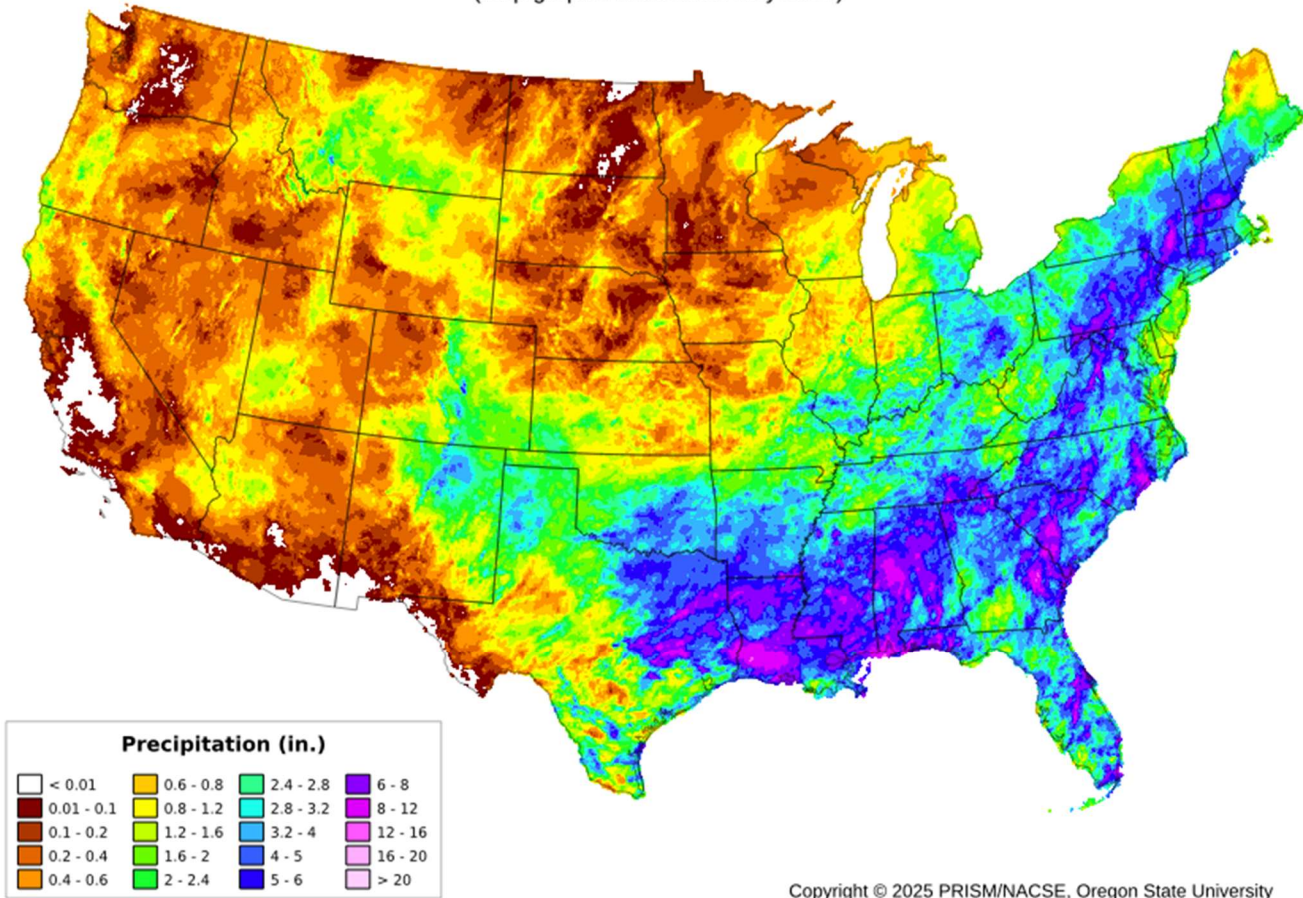 Precipitation (in.)
< 0.01
0.01 - 0.1
0.1 - 0.2
0.2 - 0.4
0.4 - 0.6
0.6 - 0.8
0.8 - 1.2
1.2 - 1.6
1.6 - 2
2 - 2.4
2.4 - 2.8
2.8 - 3.2
3.2 - 4
4 - 5
5 - 6
6 - 8
8 - 12
12 - 16
16 - 20
> 20
Copyright © 2025 PRISM/NACSE, Oregon State University